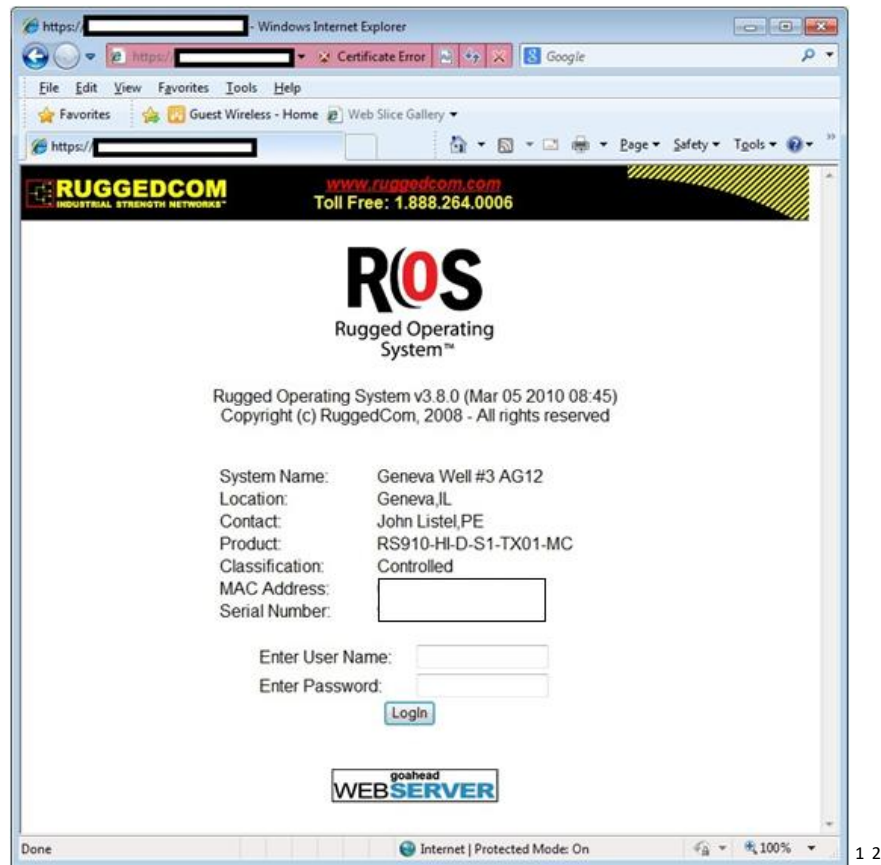 https:/ - Windows Internet Explorer
https:/ Certificate Error Google
File Edit View Favorites Tools Help
Favorites Guest Wireless - Home Web Slice Gallery
https:// Page Safety Tools
RUGGEDCOM
INDUSTRIAL STRENGTH NETWORKS™
www.ruggedcom.com
Toll Free: 1.888.264.0006
ROS
Rugged Operating
System™
Rugged Operating System v3.8.0 (Mar 05 2010 08:45)
Copyright (c) RuggedCom, 2008 - All rights reserved
System Name: Geneva Well #3 AG12
Location: Geneva,IL
Contact: John Listel,PE
Product: RS910-HI-D-S1-TX01-MC
Classification: Controlled
MAC Address:
Serial Number:
Enter User Name:
Enter Password:
LogIn
goahead
WEBSERVER
Done Internet | Protected Mode: On 100%
1 2